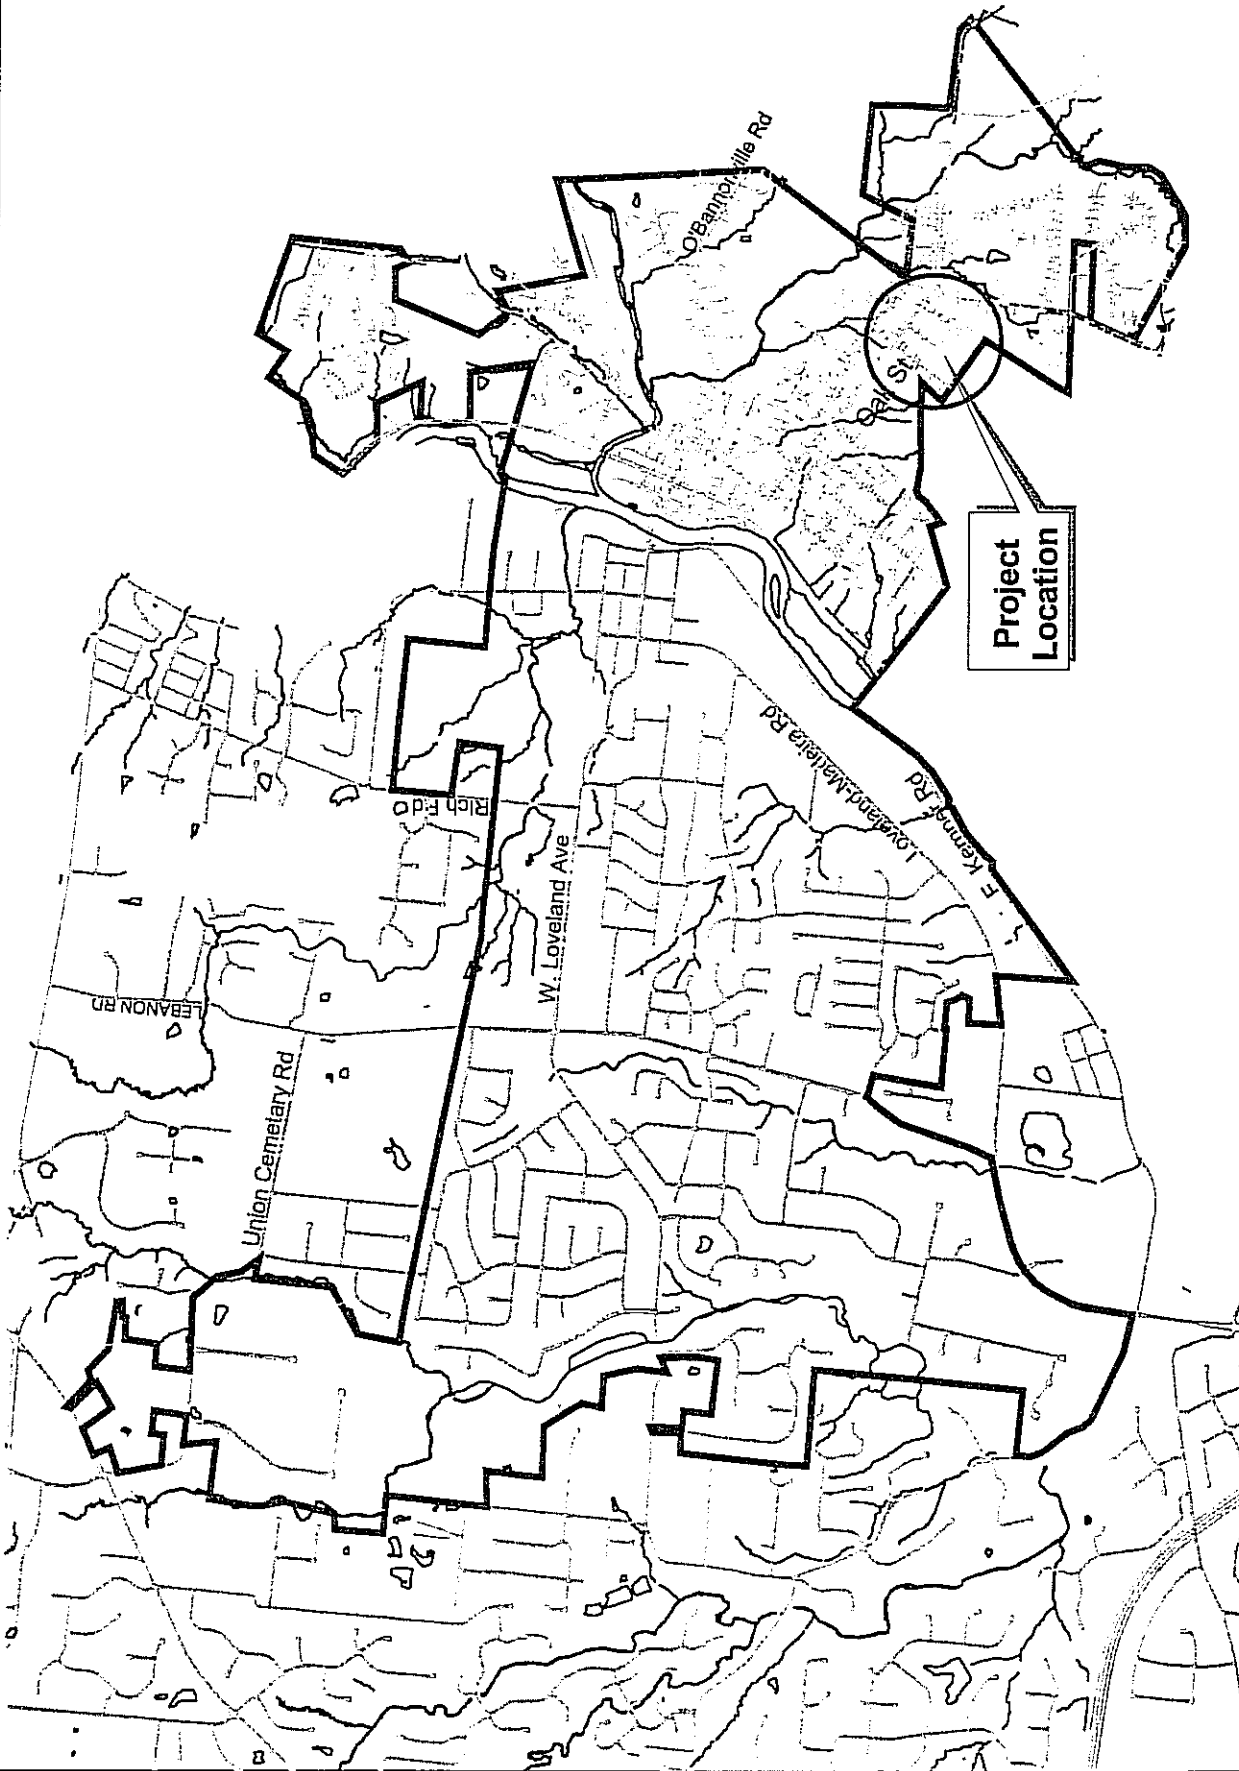 O'Bannonville Rd
Oak St
Project
Location
Rich Rd
Loveland-Madeira Rd
E Kemper Rd
W. Loveland Ave
LEBANON RD
Union Cemetary Rd